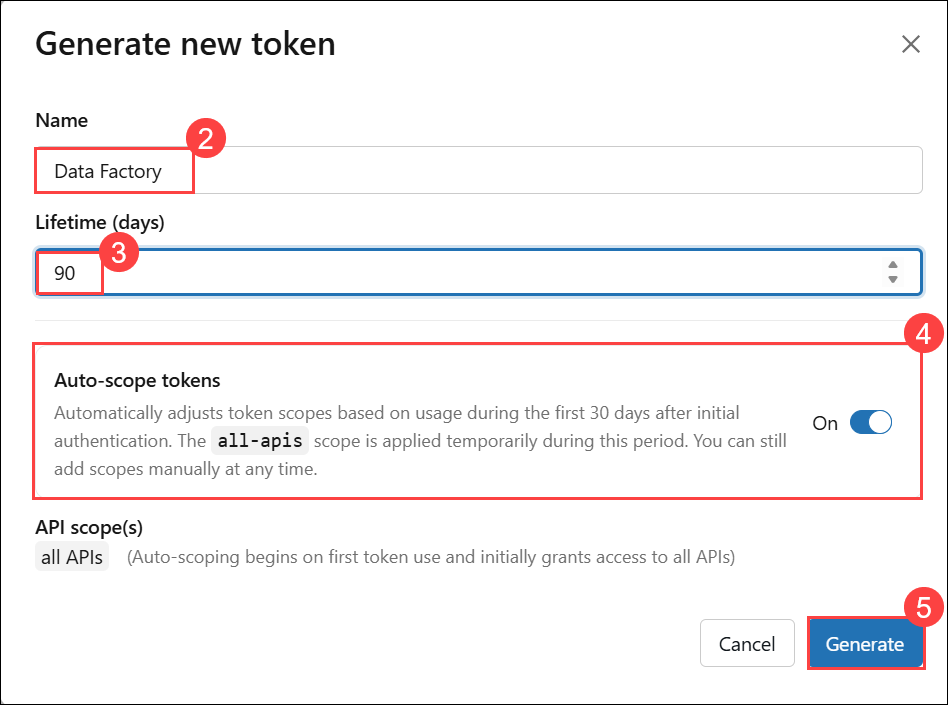 Generate new token
Name
2
Data Factory
Lifetime (days)
3
90
4
Auto-scope tokens
Automatically adjusts token scopes based on usage during the first 30 days after initial
authentication. The all-apis scope is applied temporarily during this period. You can still
add scopes manually at any time.
On
API scope(s)
all APIs (Auto-scoping begins on first token use and initially grants access to all APIs)
5
Cancel Generate